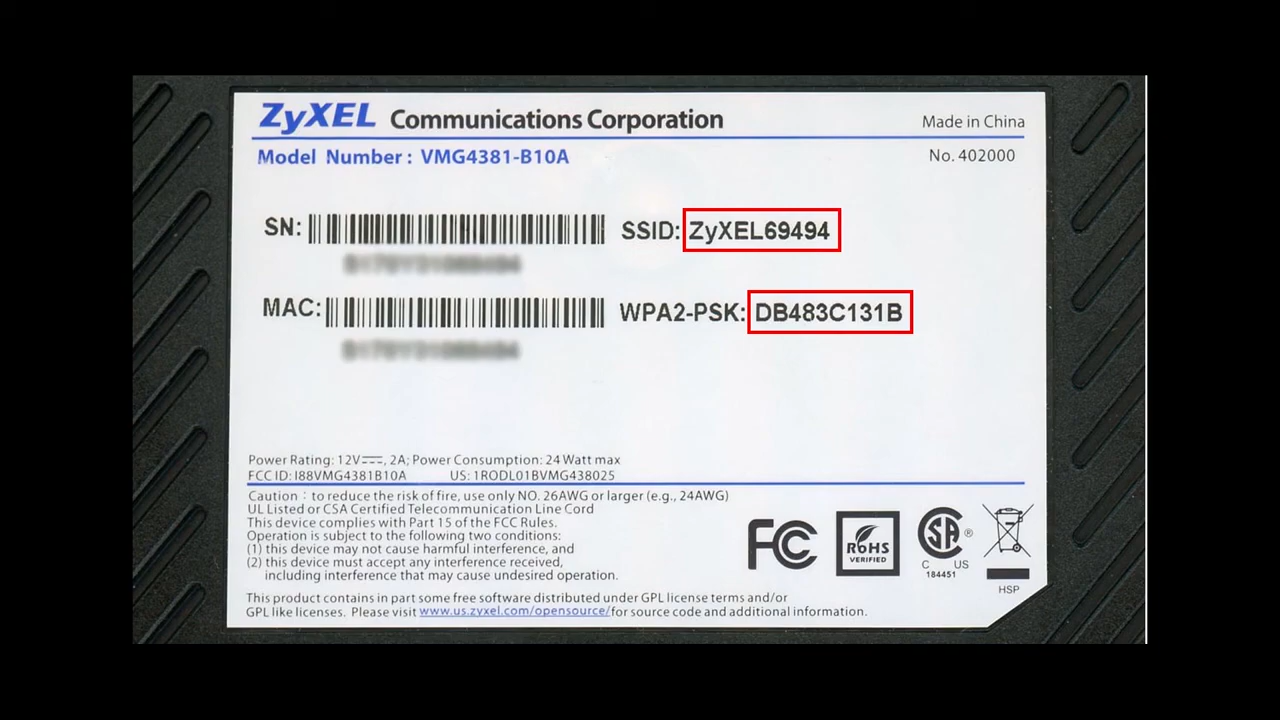 ZyXEL Communications Corporation
Made in China
Model Number : VMG4381-B10A
No. 402000
SN:
SSID: ZyXEL69494
MAC:
WPA2-PSK: DB483C131B
Power Rating: 12V⎓, 2A; Power Consumption: 24 Watt max
FCC ID: I88VMG4381B10A US: 1RODL01BVMG438025
Caution : to reduce the risk of fire, use only NO. 26AWG or larger (e.g., 24AWG)
UL Listed or CSA Certified Telecommunication Line Cord
This device complies with Part 15 of the FCC Rules.
Operation is subject to the following two conditions:
(1) this device may not cause harmful interference, and
(2) this device must accept any interference received,
including interference that may cause undesired operation.
FC
RoHS
VERIFIED
SA ®
C US
184451
HSP
This product contains in part some free software distributed under GPL license terms and/or
GPL like licenses. Please visit www.us.zyxel.com/opensource/for source code and additional information.